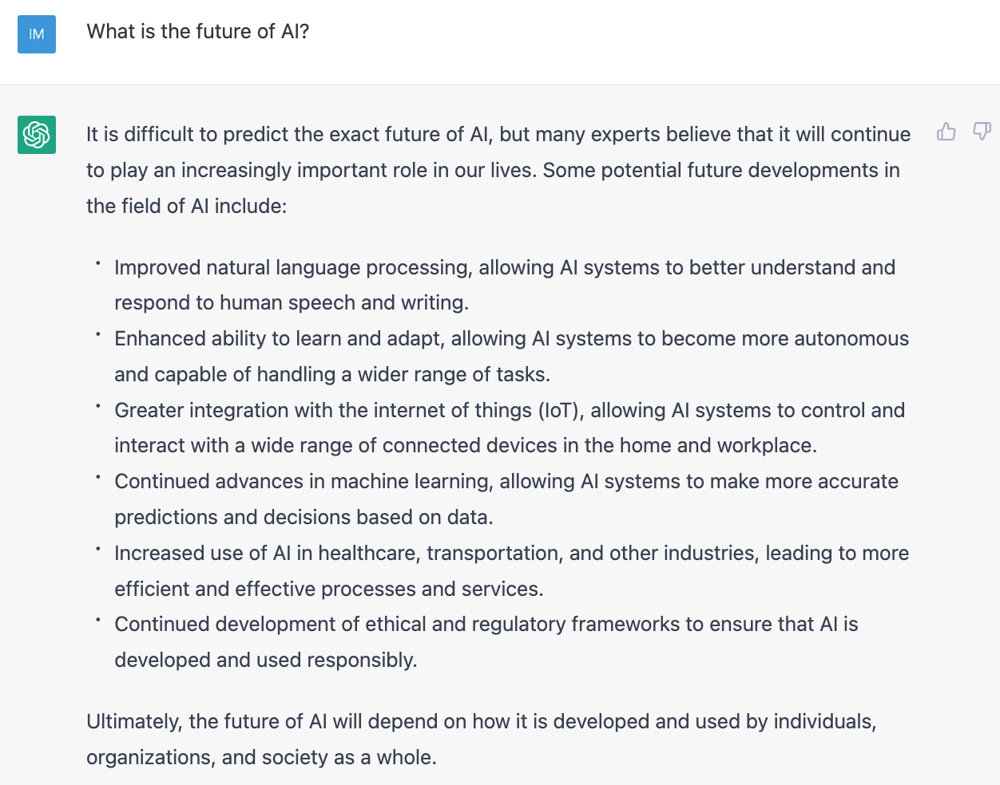 IM
What is the future of AI?
It is difficult to predict the exact future of AI, but many experts believe that it will continue
to play an increasingly important role in our lives. Some potential future developments in
the field of AI include:
• Improved natural language processing, allowing AI systems to better understand and
respond to human speech and writing.
• Enhanced ability to learn and adapt, allowing AI systems to become more autonomous
and capable of handling a wider range of tasks.
• Greater integration with the internet of things (IoT), allowing AI systems to control and
interact with a wide range of connected devices in the home and workplace.
• Continued advances in machine learning, allowing AI systems to make more accurate
predictions and decisions based on data.
• Increased use of AI in healthcare, transportation, and other industries, leading to more
efficient and effective processes and services.
• Continued development of ethical and regulatory frameworks to ensure that AI is
developed and used responsibly.
Ultimately, the future of AI will depend on how it is developed and used by individuals,
organizations, and society as a whole.